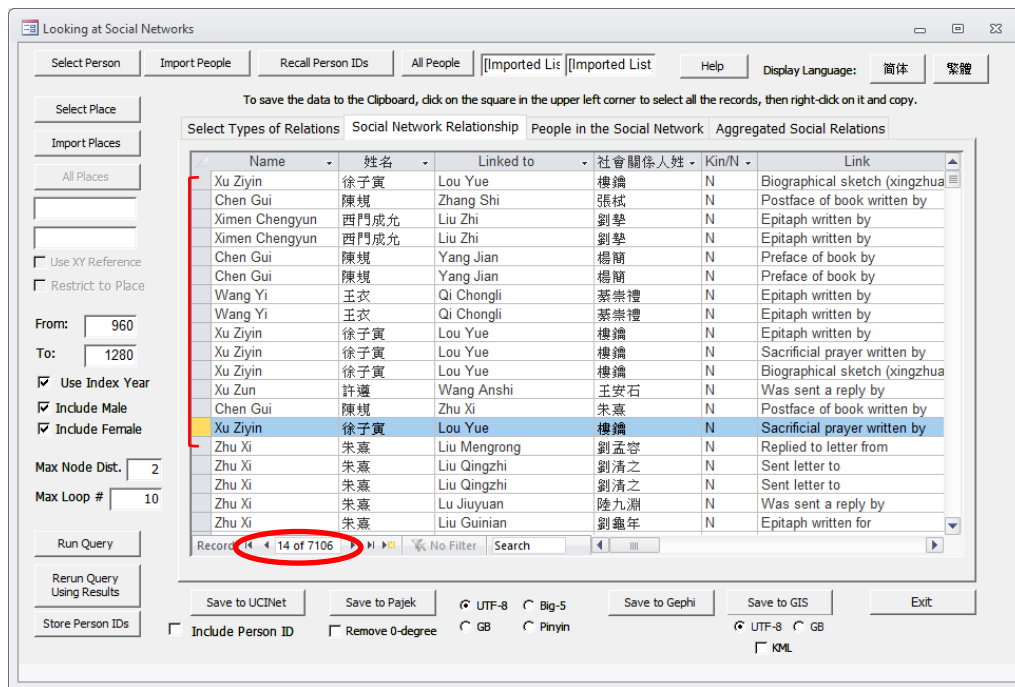 Looking at Social Networks
Select Person Import People Recall Person IDs All People [Imported Lis [Imported List Help Display Language: 简体 繁體
To save the data to the Clipboard, click on the square in the upper left corner to select all the records, then right-click on it and copy.
Select Place
Import Places
All Places
Use XY Reference
Restrict to Place
From: 960
To: 1280
Use Index Year
Include Male
Include Female
Max Node Dist. 2
Max Loop # 10
Run Query
Rerun Query
Using Results
Store Person IDs
Select Types of Relations Social Network Relationship People in the Social Network Aggregated Social Relations
Name 姓名 Linked to 社會關係人姓 Kin/N Link
Xu Ziyin 徐子寅 Lou Yue 樓鑰 N Biographical sketch (xingzhua
Chen Gui 陳規 Zhang Shi 張栻 N Postface of book written by
Ximen Chengyun 西門成允 Liu Zhi 劉摯 N Epitaph written by
Ximen Chengyun 西門成允 Liu Zhi 劉摯 N Epitaph written by
Chen Gui 陳規 Yang Jian 楊簡 N Preface of book by
Chen Gui 陳規 Yang Jian 楊簡 N Preface of book by
Wang Yi 王衣 Qi Chongli 綦崇禮 N Epitaph written by
Wang Yi 王衣 Qi Chongli 綦崇禮 N Epitaph written by
Xu Ziyin 徐子寅 Lou Yue 樓鑰 N Epitaph written by
Xu Ziyin 徐子寅 Lou Yue 樓鑰 N Sacrificial prayer written by
Xu Ziyin 徐子寅 Lou Yue 樓鑰 N Biographical sketch (xingzhua
Xu Zun 許遵 Wang Anshi 王安石 N Was sent a reply by
Chen Gui 陳規 Zhu Xi 朱熹 N Postface of book written by
Xu Ziyin 徐子寅 Lou Yue 樓鑰 N Sacrificial prayer written by
Zhu Xi 朱熹 Liu Mengrong 劉孟容 N Replied to letter from
Zhu Xi 朱熹 Liu Qingzhi 劉清之 N Sent letter to
Zhu Xi 朱熹 Liu Qingzhi 劉清之 N Sent letter to
Zhu Xi 朱熹 Lu Jiuyuan 陸九淵 N Was sent a reply by
Zhu Xi 朱熹 Liu Guinian 劉龜年 N Epitaph written for
Record 14 of 7106 No Filter Search
Save to UCINet Save to Pajek UTF-8 Big-5 Save to Gephi Save to GIS Exit
Include Person ID Remove 0-degree GB Pinyin UTF-8 GB
KML